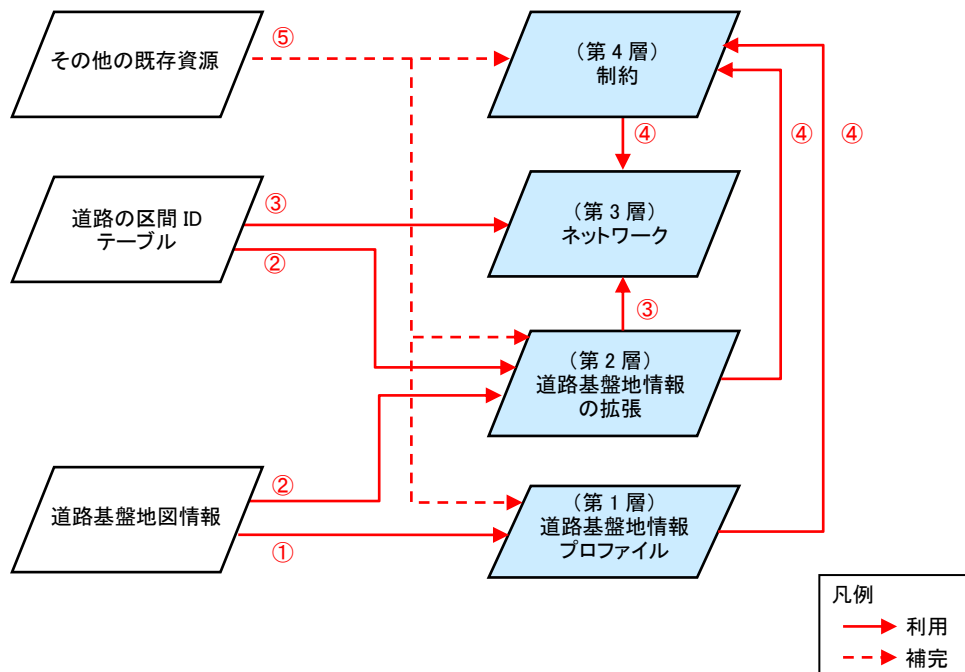 その他の既存資源
⑤
（第４層）
制約
④
④
④
道路の区間 ID
テーブル
③
②
（第３層）
ネットワーク
③
（第２層）
道路基盤地情報
の拡張
道路基盤地図情報
②
①
（第１層）
道路基盤地情報
プロファイル
凡例
利用
補完